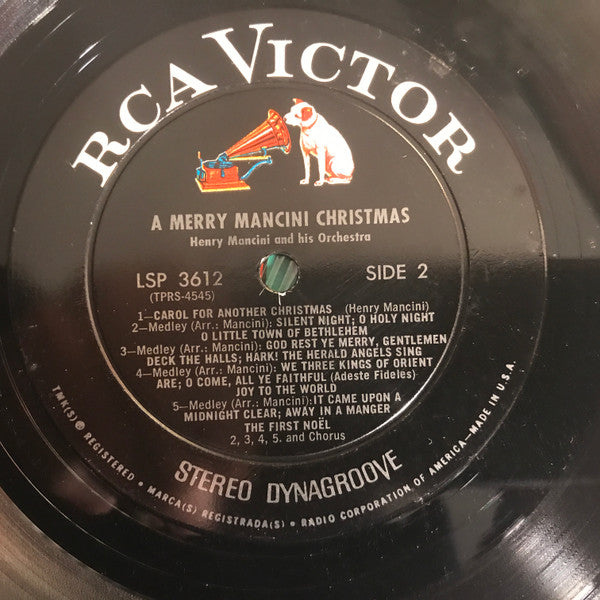 RCA VICTOR
A MERRY MANCINI CHRISTMAS
Henry Mancini and his Orchestra
LSP 3612
(TPRS-4545)
SIDE 2
1—CAROL FOR ANOTHER CHRISTMAS (Henry Mancini)
2—Medley (Arr.: Mancini): SILENT NIGHT; O HOLY NIGHT
O LITTLE TOWN OF BETHLEHEM
3—Medley (Arr.: Mancini): GOD REST YE MERRY, GENTLEMEN
DECK THE HALLS; HARK! THE HERALD ANGELS SING
4—Medley (Arr.: Mancini): WE THREE KINGS OF ORIENT
ARE; O COME, ALL YE FAITHFUL (Adeste Fideles)
JOY TO THE WORLD
5—Medley (Arr.: Mancini): IT CAME UPON A
MIDNIGHT CLEAR; AWAY IN A MANGER
THE FIRST NOËL
2, 3, 4, 5, and Chorus
STEREO DYNAGROOVE
TMK(S) ® REGISTERED • MARCA(S) REGISTRADA(S) • RADIO CORPORATION OF AMERICA—MADE IN U.S.A.